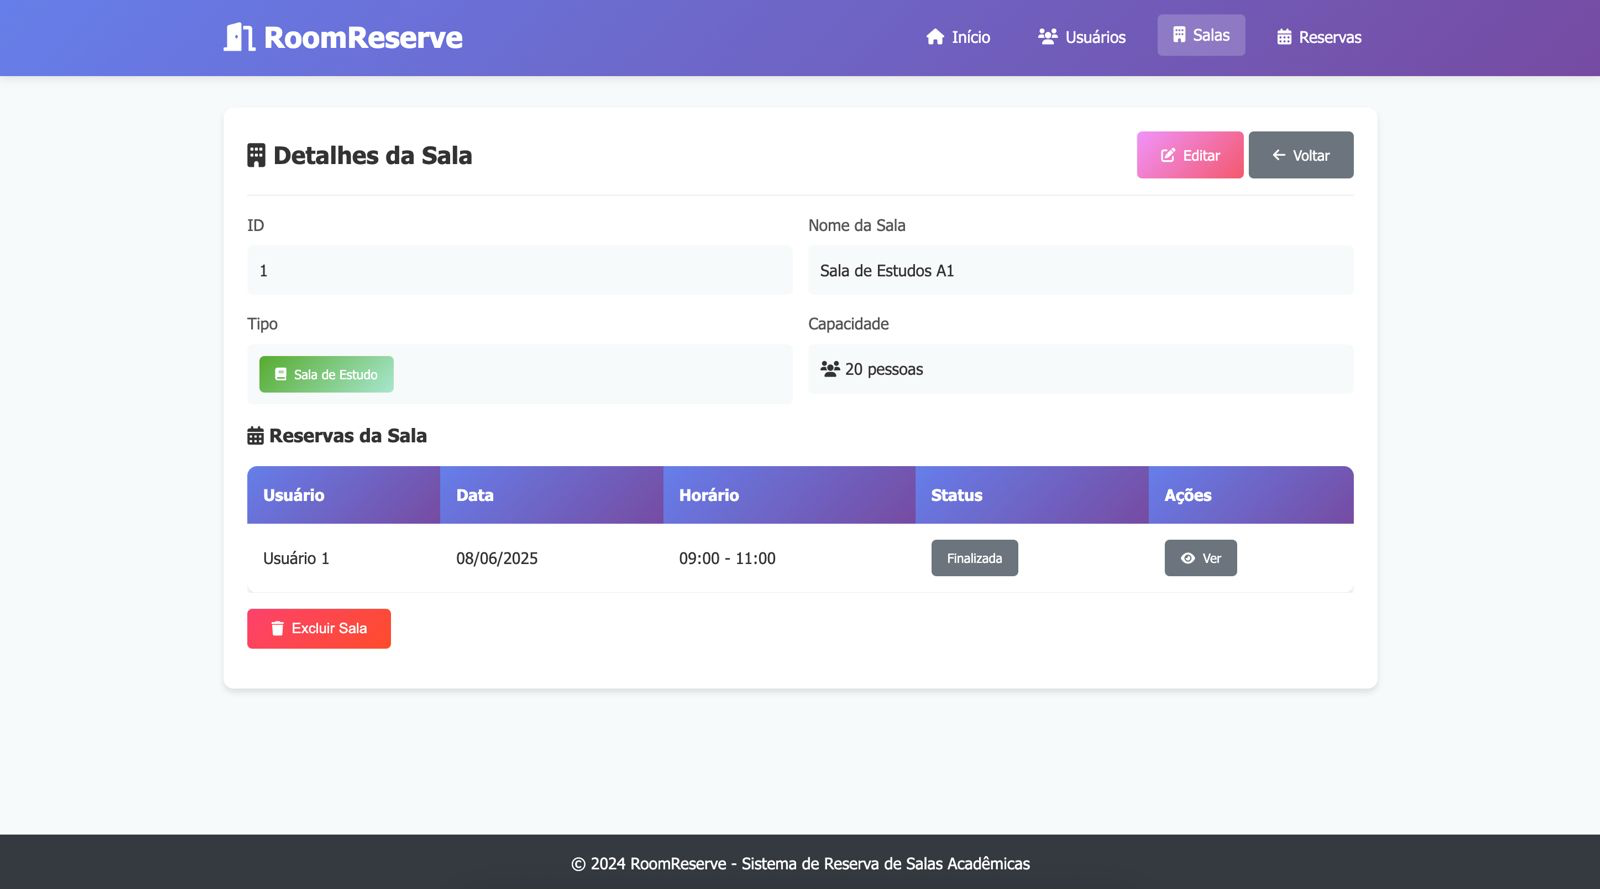 RoomReserve
Início Usuários Salas Reservas
Detalhes da Sala
Editar Voltar
ID
1
Nome da Sala
Sala de Estudos A1
Tipo
Sala de Estudo
Capacidade
20 pessoas
Reservas da Sala
Usuário Data Horário Status Ações
Usuário 1 08/06/2025 09:00 - 11:00 Finalizada Ver
Excluir Sala
© 2024 RoomReserve - Sistema de Reserva de Salas Acadêmicas